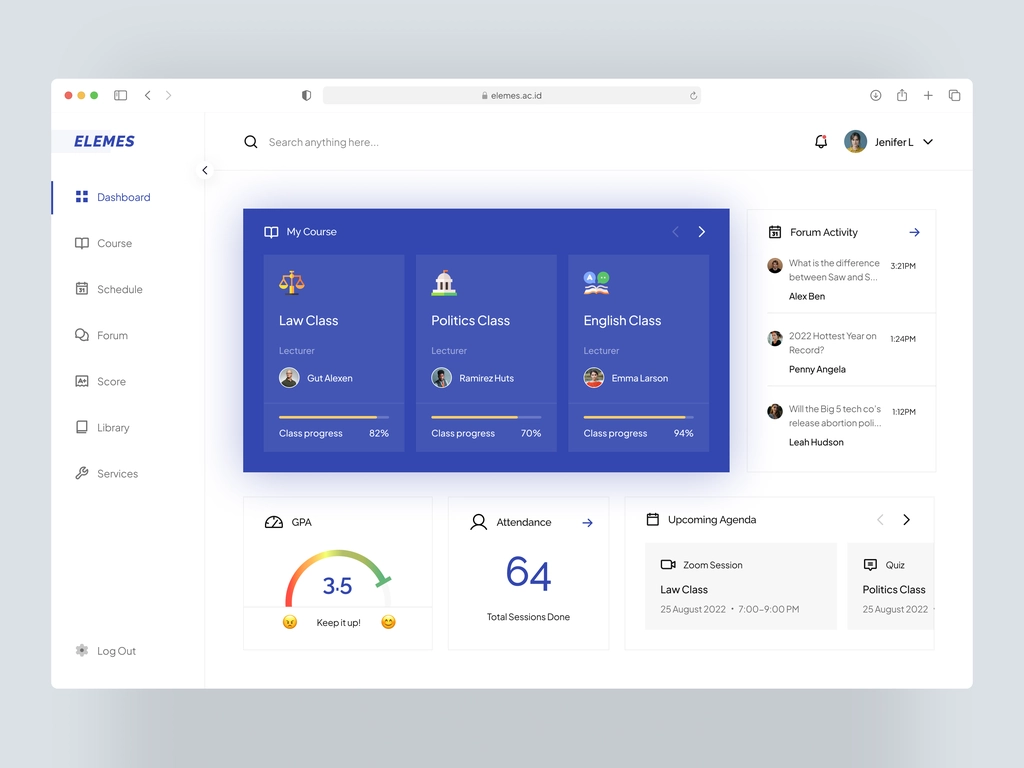 elemes.ac.id
ELEMES
Search anything here...
Jenifer L
Dashboard
Course
31
Schedule
Forum
A+
Score
Library
Services
Log Out
My Course
Law Class
Lecturer
Gut Alexen
Class progress 82%
Politics Class
Lecturer
Ramirez Huts
Class progress 70%
A
English Class
Lecturer
Emma Larson
Class progress 94%
31
Forum Activity
What is the difference
between Saw and S...
3:21PM
Alex Ben
2022 Hottest Year on
Record?
1:24PM
Penny Angela
Will the Big 5 tech co's
release abortion poli...
1:12PM
Leah Hudson
GPA
3.5
Keep it up!
Attendance
64
Total Sessions Done
Upcoming Agenda
Zoom Session
Law Class
25 August 2022 • 7:00–9:00 PM
Quiz
Politics Class
25 August 2022 •